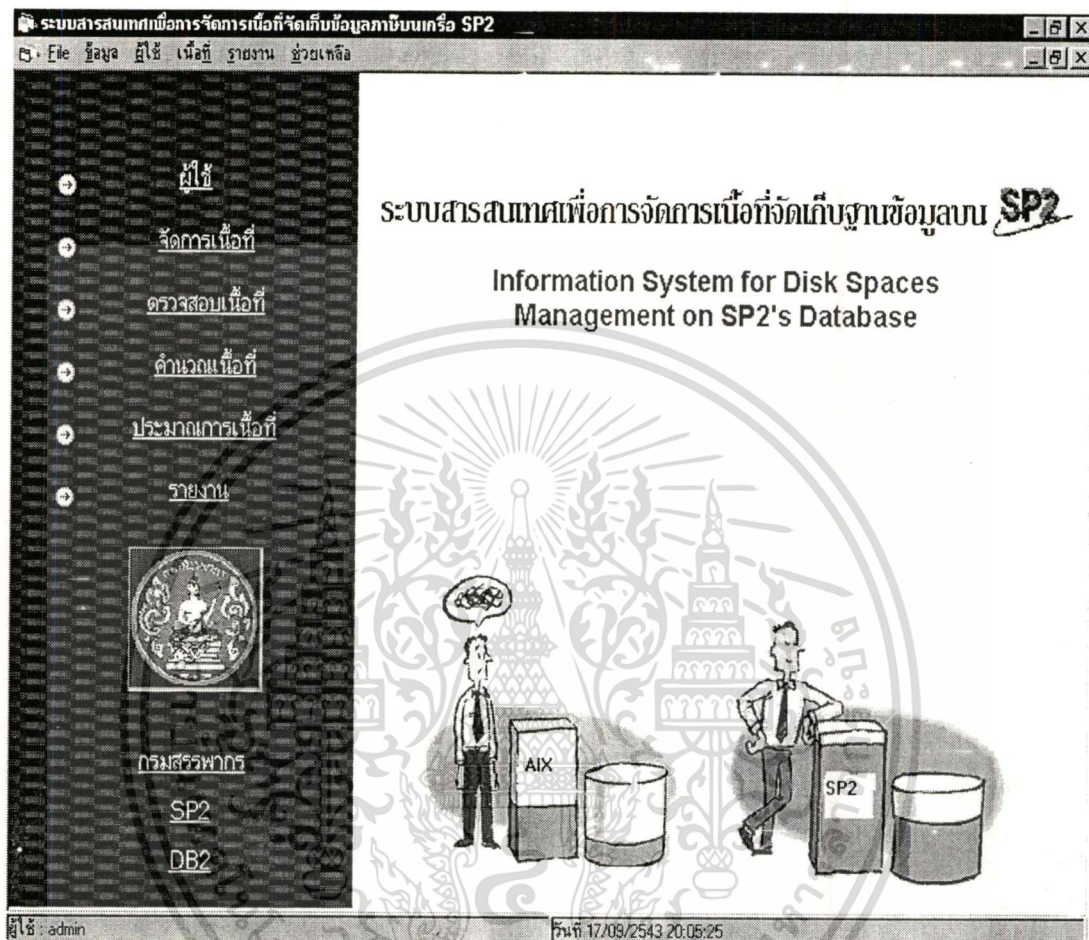 ระบบสารสนเทศเพื่อการจัดการเนื้อที่จัดเก็บข้อมูลภาษีบนเครื่อง SP2
File ข้อมูล ผู้ใช้ เนื้อที่ รายงาน ช่วยเหลือ
ผู้ใช้
จัดการเนื้อที่
ตรวจสอบเนื้อที่
คำนวณเนื้อที่
ประมาณการเนื้อที่
รายงาน
กรมสรรพากร
SP2
DB2
ระบบสารสนเทศเพื่อการจัดการเนื้อที่จัดเก็บฐานข้อมูลบน SP2
Information System for Disk Spaces
Management on SP2's Database
AIX
SP2
ผู้ใช้ : admin
วันที่ 17/09/2543 20:05:25